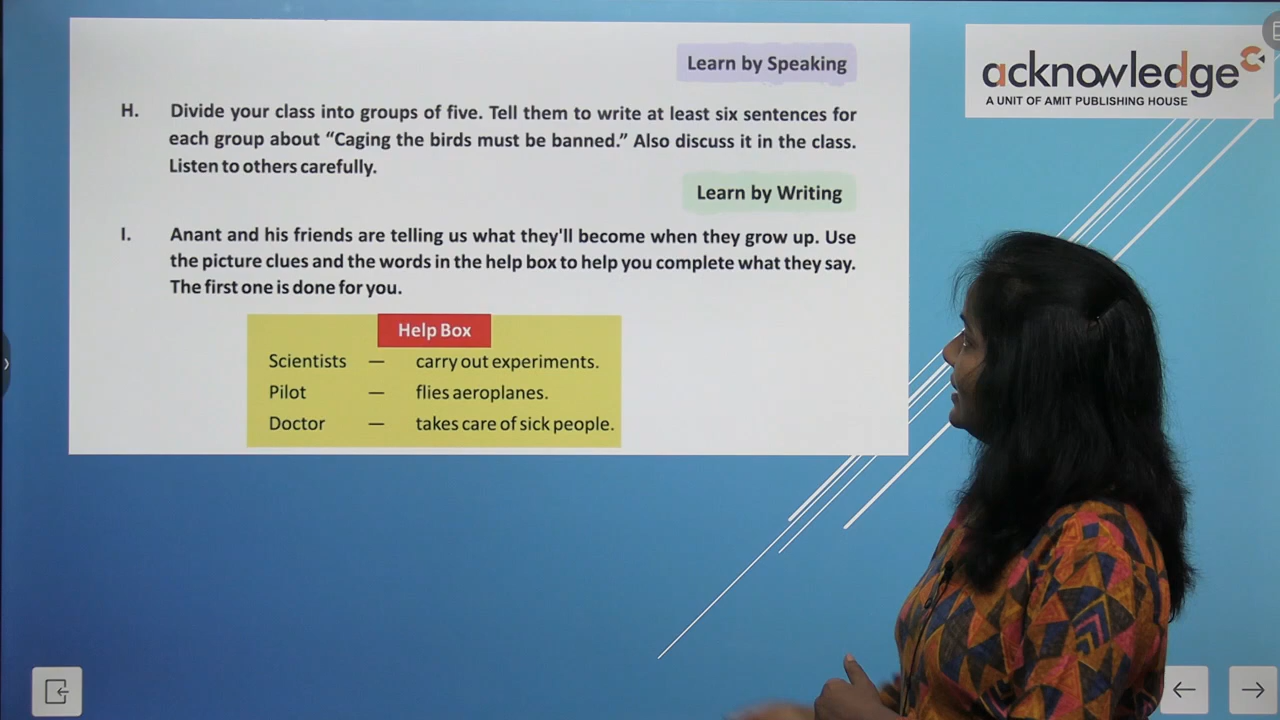 Learn by Speaking
acknowledge
A UNIT OF AMIT PUBLISHING HOUSE
H. Divide your class into groups of five. Tell them to write at least six sentences for
each group about “Caging the birds must be banned.” Also discuss it in the class.
Listen to others carefully.
Learn by Writing
I. Anant and his friends are telling us what they'll become when they grow up. Use
the picture clues and the words in the help box to help you complete what they say.
The first one is done for you.
Help Box
Scientists — carry out experiments.
Pilot — flies aeroplanes.
Doctor — takes care of sick people.